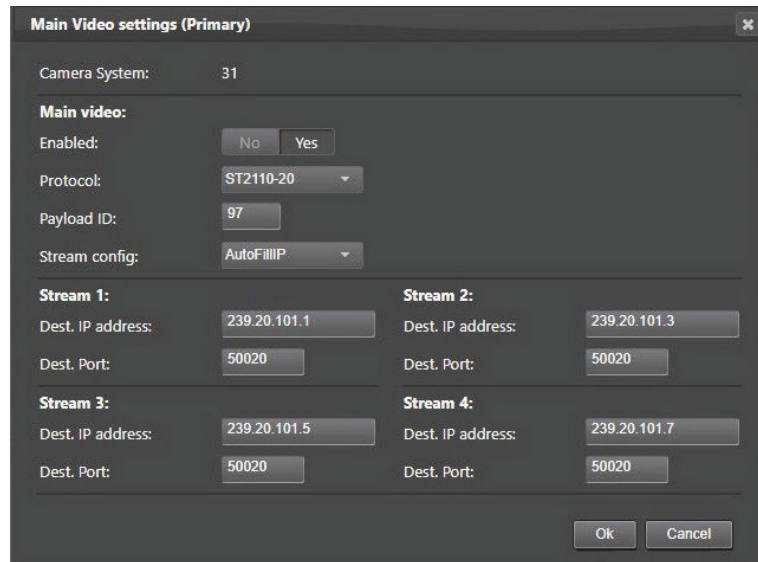 Main Video settings (Primary)
Camera System: 31
Main video:
Enabled: No Yes
Protocol: ST2110-20
Payload ID: 97
Stream config: AutoFillIP
Stream 1: Stream 2:
Dest. IP address: 239.20.101.1 Dest. IP address: 239.20.101.3
Dest. Port: 50020 Dest. Port: 50020
Stream 3: Stream 4:
Dest. IP address: 239.20.101.5 Dest. IP address: 239.20.101.7
Dest. Port: 50020 Dest. Port: 50020
Ok Cancel